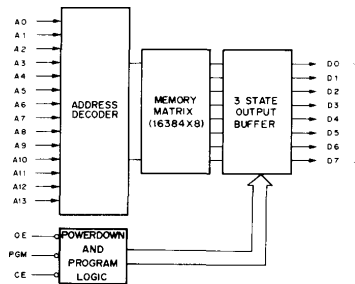 A0
A1
A2
A3
A4
A5
A6
A7
A8
A9
A10
A11
A12
A13
ADDRESS
DECODER
MEMORY
MATRIX
(16384X8)
3 STATE
OUTPUT
BUFFER
D0
D1
D2
D3
D4
D5
D6
D7
OE
PGM
CE
POWERDOWN
AND
PROGRAM
LOGIC